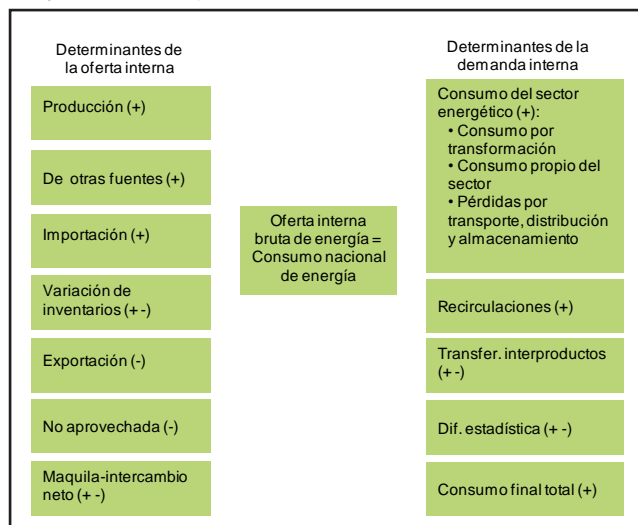 Determinantes de
la oferta interna
Producción (+)
De otras fuentes (+)
Importación (+)
Variación de
inventarios (+ -)
Exportación (-)
No aprovechada (-)
Maquila-intercambio
neto (+ -)
Oferta interna
bruta de energía =
Consumo nacional
de energía
Determinantes de la
demanda interna
Consumo del sector
energético (+):
• Consumo por
transformación
• Consumo propio del
sector
• Pérdidas por
transporte, distribución
y almacenamiento
Recirculaciones (+)
Transfer. interproductos
(+ -)
Dif. estadística (+ -)
Consumo final total (+)